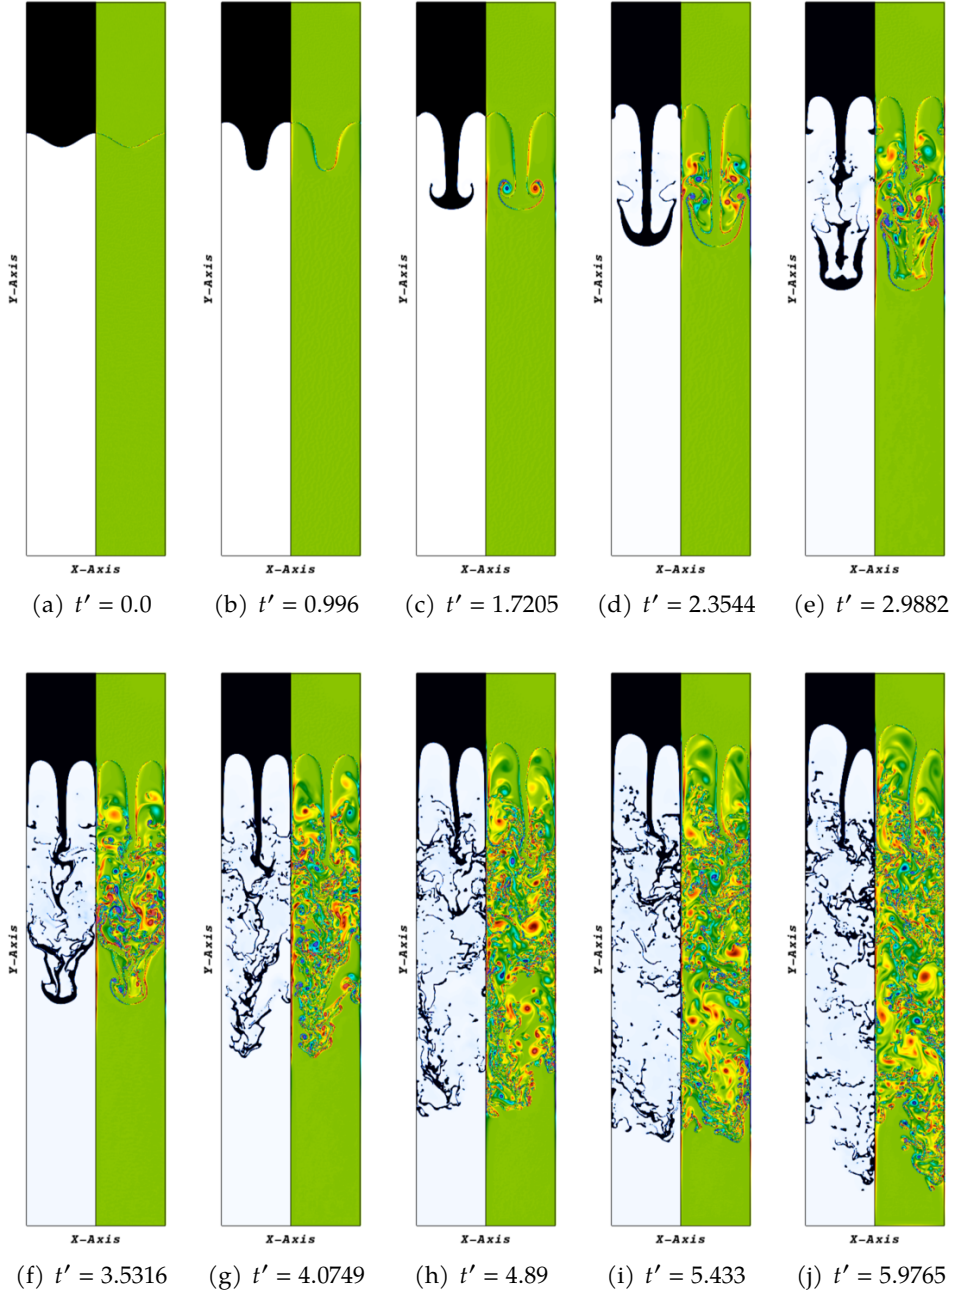 Y-Axis Y-Axis Y-Axis Y-Axis Y-Axis
X-Axis X-Axis X-Axis X-Axis X-Axis
(a) t′ = 0.0 (b) t′ = 0.996 (c) t′ = 1.7205 (d) t′ = 2.3544 (e) t′ = 2.9882
Y-Axis Y-Axis Y-Axis Y-Axis Y-Axis
X-Axis X-Axis X-Axis X-Axis X-Axis
(f) t′ = 3.5316 (g) t′ = 4.0749 (h) t′ = 4.89 (i) t′ = 5.433 (j) t′ = 5.9765